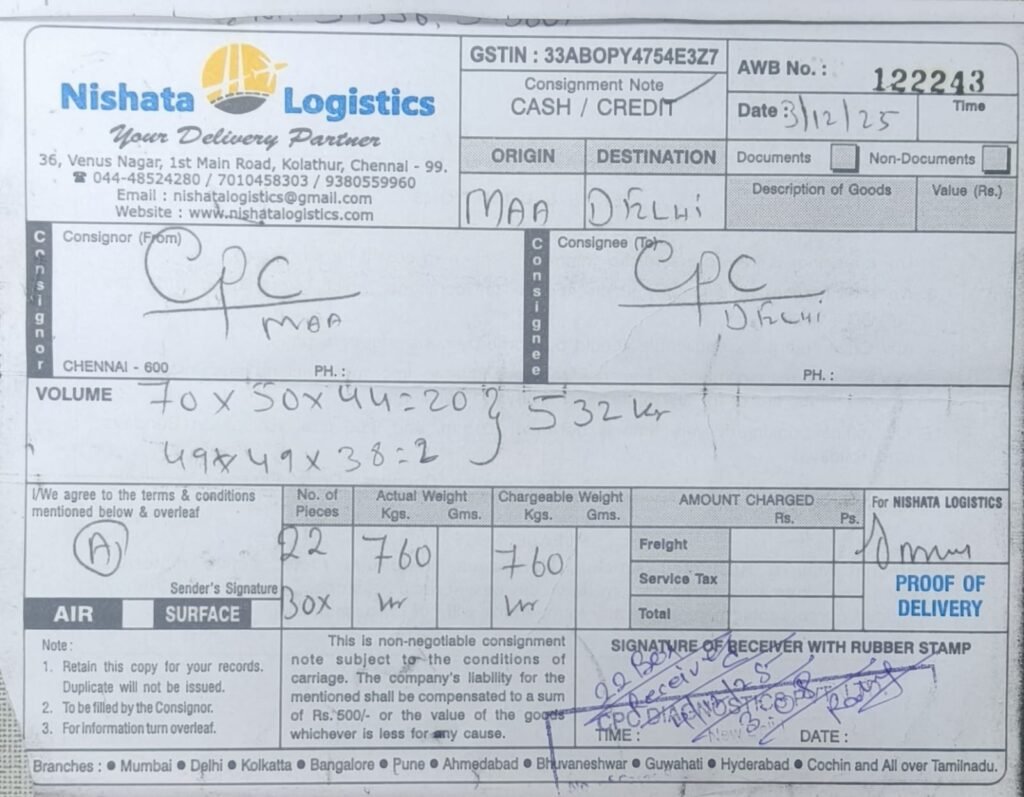 Nishata Logistics
Your Delivery Partner
36, Venus Nagar, 1st Main Road, Kolathur, Chennai - 99.
☎ 044-48524280 / 7010458303 / 9380559960
Email : nishatalogistics@gmail.com
Website : www.nishatalogistics.com
GSTIN : 33ABOPY4754E3Z7
Consignment Note
CASH / CREDIT
AWB No. : 122243
Date : 3/12/25 Time
ORIGIN DESTINATION
MAA DELHi
Documents Non-Documents
Description of Goods Value (Rs.)
Consignor
Consignor (From)
CPC
MAA
CHENNAI - 600 PH. :
Consignee
Consignee (To)
CPC
DELHi
PH. :
VOLUME 70 x 50 x 44 = 20 } 532 kr
49 x 49 x 38 = 2
I/We agree to the terms & conditions
mentioned below & overleaf
A
Sender's Signature
AIR SURFACE
No. of Pieces
22
Box
Actual Weight
Kgs. Gms.
760
Chargeable Weight
Kgs. Gms.
760
AMOUNT CHARGED
Rs. Ps.
Freight
Service Tax
Total
For NISHATA LOGISTICS
PROOF OF
DELIVERY
Note :
1. Retain this copy for your records.
Duplicate will not be issued.
2. To be filled by the Consignor.
3. For information turn overleaf.
This is non-negotiable consignment
note subject to the conditions of
carriage. The company's liability for the
mentioned shall be compensated to a sum
of Rs. 500/- or the value of the goods
whichever is less for any cause.
SIGNATURE OF RECEIVER WITH RUBBER STAMP
22 Box
Received
CPC DIAGNOSTICS
New
TIME : DATE :
Branches : ● Mumbai ● Delhi ● Kolkatta ● Bangalore ● Pune ● Ahmedabad ● Bhuvaneshwar ● Guwahati ● Hyderabad ● Cochin and All over Tamilnadu.